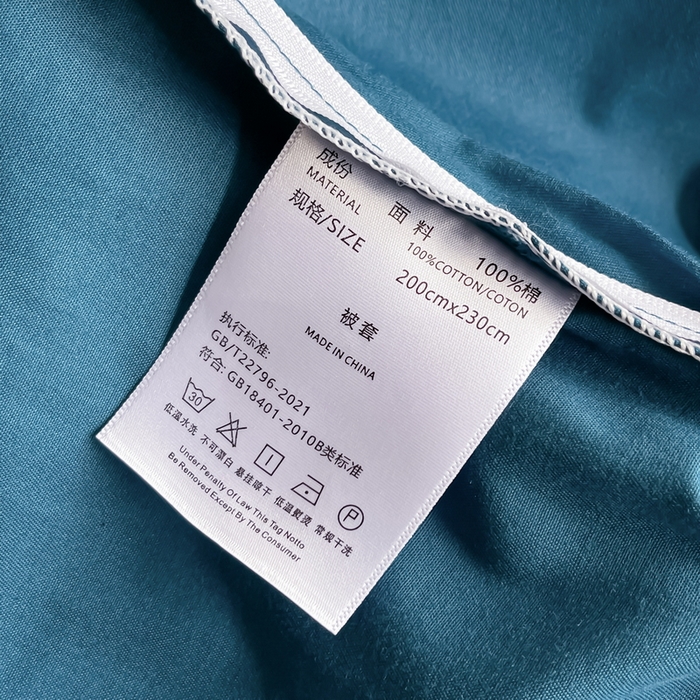 成份
MATERIAL 面料 100%棉
100%COTTON/COTON
规格/SIZE 200cmx230cm
被套
MADE IN CHINA
执行标准:
GB/T22796-2021
符合: GB18401-2010B类标准
30 P
低温水洗 不可漂白 悬挂晾干 低温熨烫 常规干洗
Under Penalty Of Law This Tag Notto
Be Removed Except By The Consumer